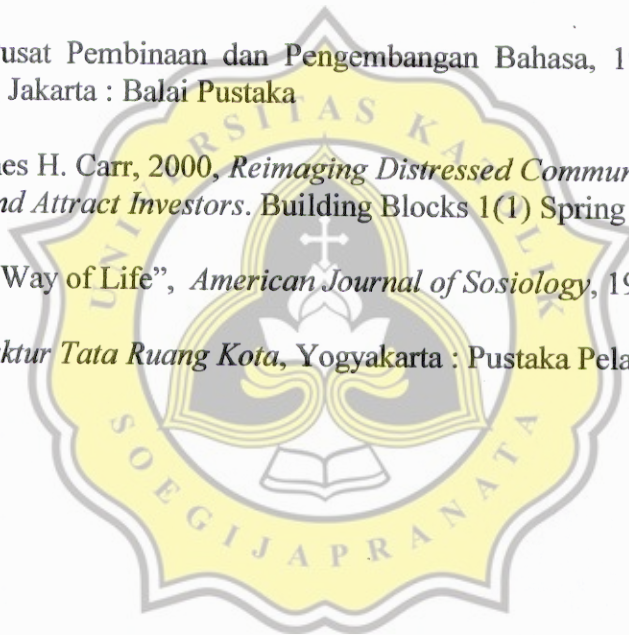 usat Pembinaan dan Pengembangan Bahasa, 1
Jakarta : Balai Pustaka
es H. Carr, 2000, Reimaging Distressed Commun
nd Attract Investors. Building Blocks 1(1) Spring
Way of Life”, American Journal of Sosiology, 19
ktur Tata Ruang Kota, Yogyakarta : Pustaka Pela
UNIVERSITAS KATOLIK
SOEGIJAPRANATA